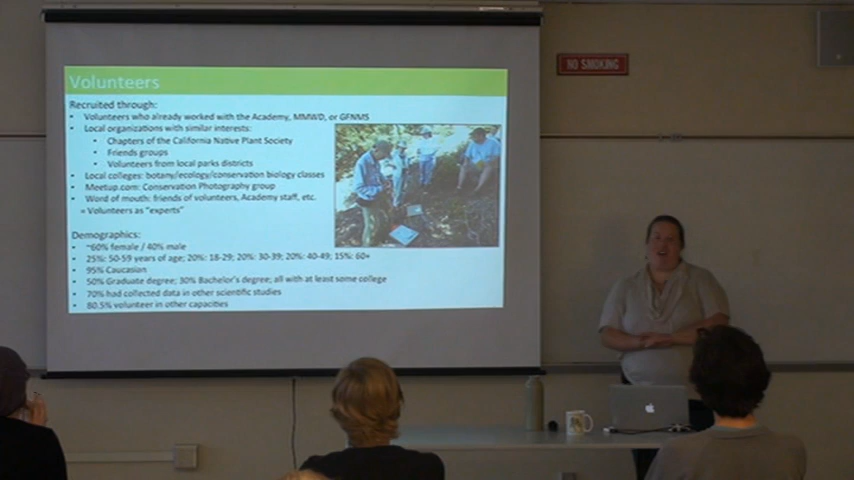 NO SMOKING
Volunteers
Recruited through:
• Volunteers who already worked with the Academy, MMWD, or GFNMS
• Local organizations with similar interests:
• Chapters of the California Native Plant Society
• Friends groups
• Volunteers from local parks districts
• Local colleges: botany/ecology/conservation biology classes
• Meetup.com: Conservation Photography group
• Word of mouth: friends of volunteers, Academy staff, etc.
= Volunteers as “experts”
Demographics:
• ~60% female / 40% male
• 25%: 50-59 years of age; 20%: 18-29; 20%: 30-39; 20%: 40-49; 15%: 60+
• 95% Caucasian
• 50% Graduate degree; 30% Bachelor's degree; all with at least some college
• 70% had collected data in other scientific studies
• 80.5% volunteer in other capacities